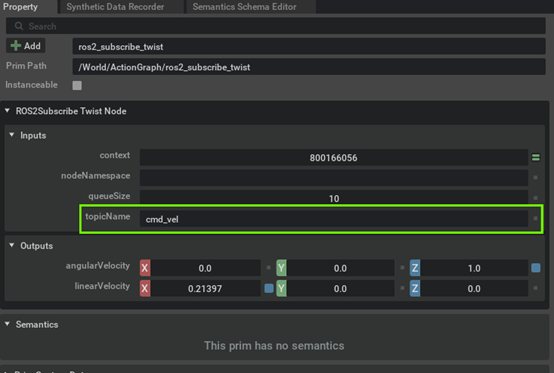 Property Synthetic Data Recorder Semantics Schema Editor
Search
Add ros2_subscribe_twist
Prim Path /World/ActionGraph/ros2_subscribe_twist
Instanceable
ROS2Subscribe Twist Node
Inputs
context 800166056
nodeNamespace
queueSize 10
topicName cmd_vel
Outputs
angularVelocity X 0.0 Y 0.0 Z 1.0
linearVelocity X 0.21397 Y 0.0 Z 0.0
Semantics
This prim has no semantics